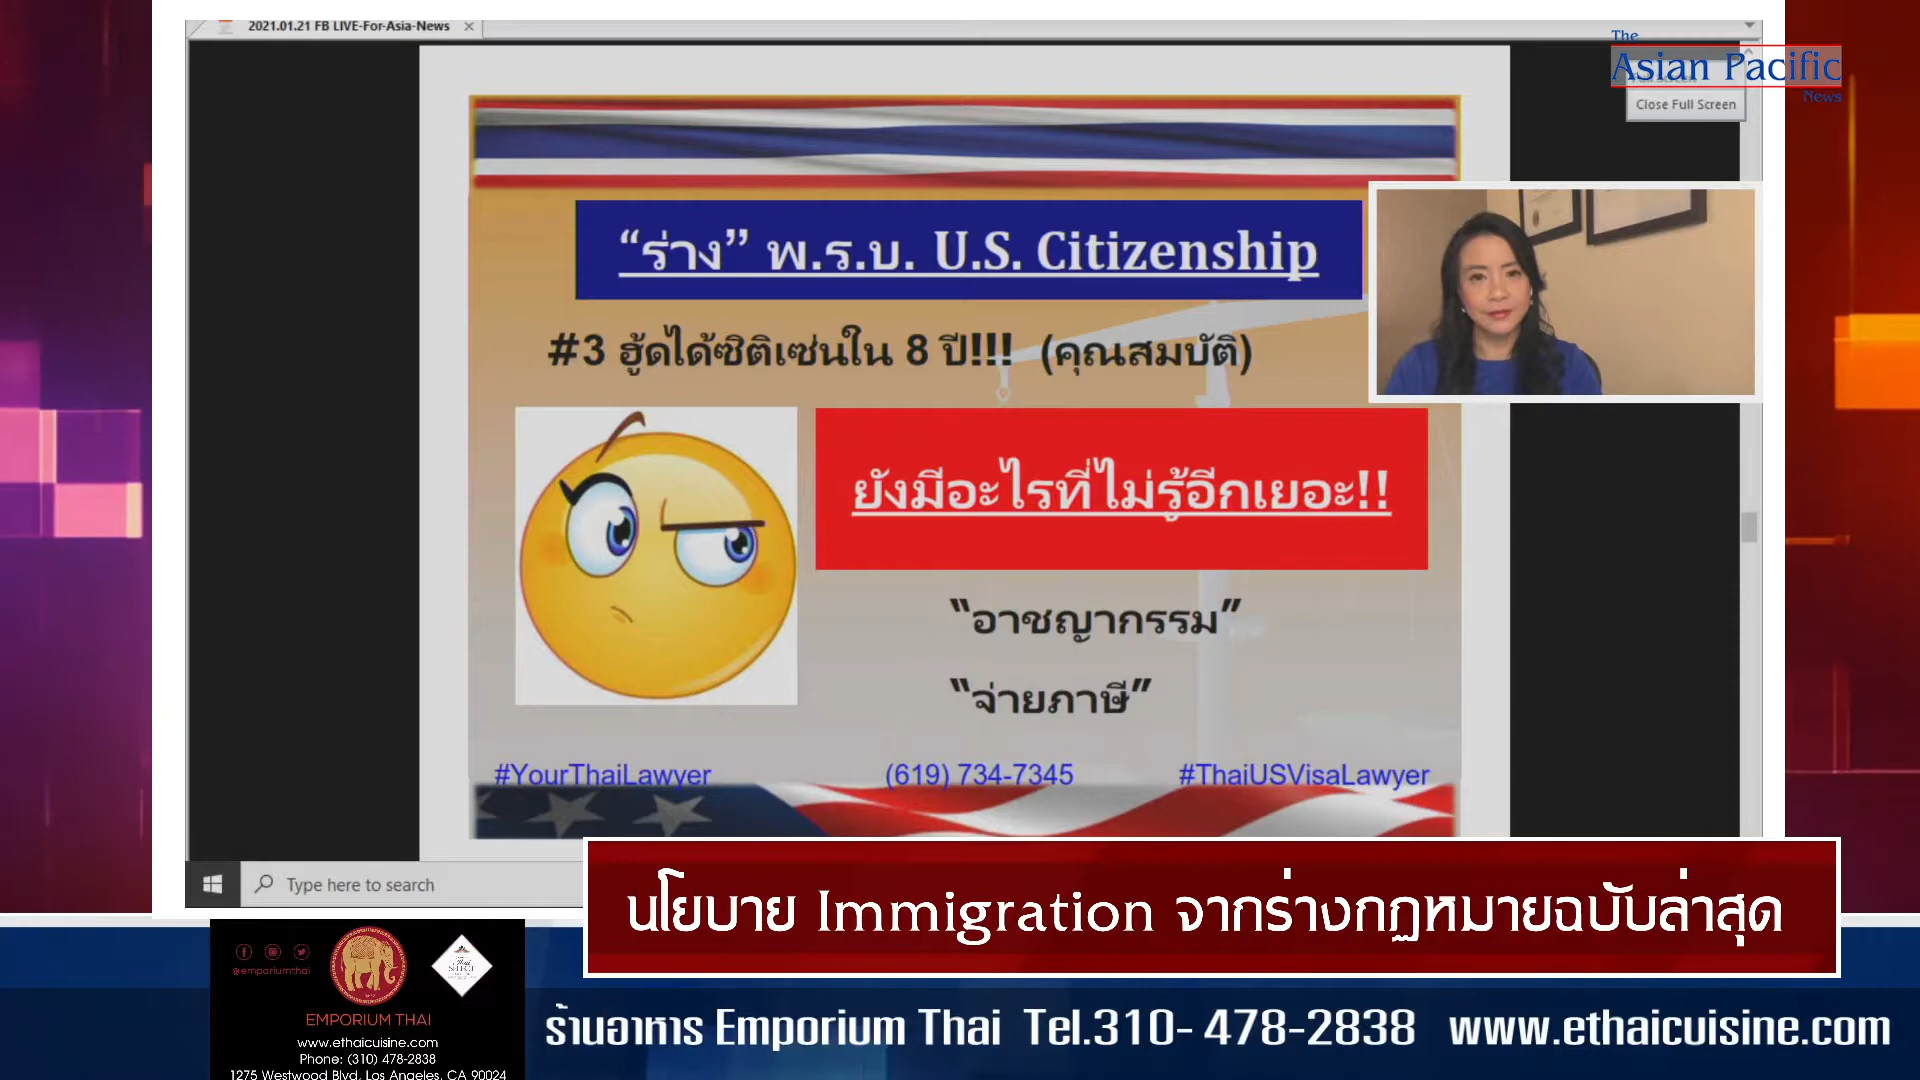 2021.01.21 FB LIVE-For-Asia-News
The
Asian Pacific
News
Close Full Screen
“ร่าง” พ.ร.บ. U.S. Citizenship
#3 ฮู้ดได้ซิติเซ่นใน 8 ปี!!! (คุณสมบัติ)
ยังมีอะไรที่ไม่รู้อีกเยอะ!!
“อาชญากรรม”
“จ่ายภาษี”
#YourThaiLawyer (619) 734-7345 #ThaiUSVisaLawyer
Type here to search
นโยบาย Immigration จากร่างกฎหมายฉบับล่าสุด
@emporiumthai
Thai
SELECT
EMPORIUM THAI
www.ethaicuisine.com
Phone: (310) 478-2838
1275 Westwood Blvd, Los Angeles, CA 90024
ร้านอาหาร Emporium Thai Tel.310- 478-2838 www.ethaicuisine.com